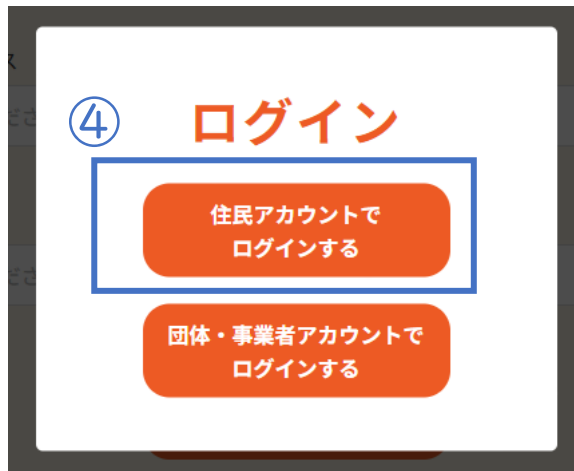 ④
ログイン
住民アカウントで
ログインする
団体・事業者アカウントで
ログインする